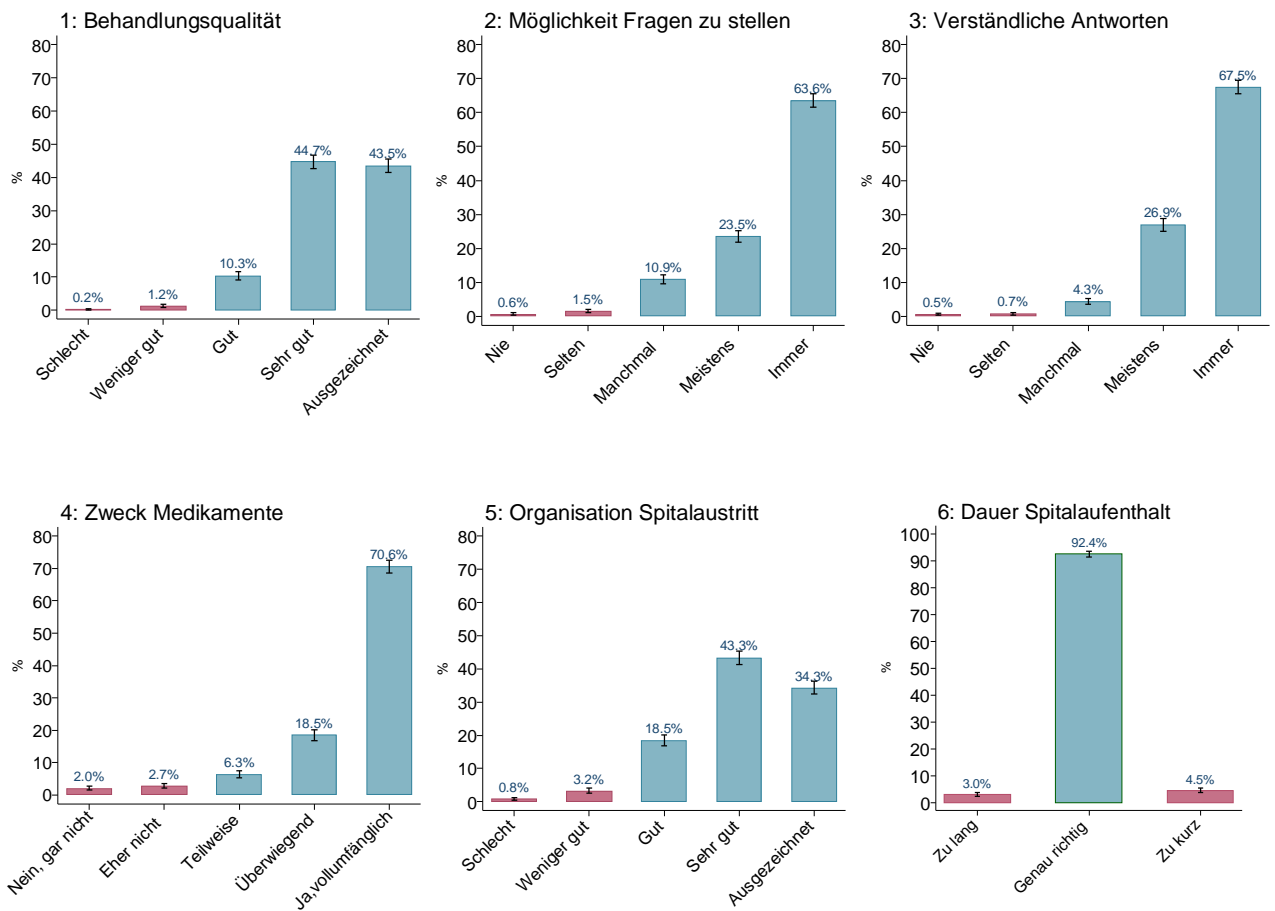 1: Behandlungsqualität
80
70
60
50
40
30
20
10
0
%
0.2%
1.2%
10.3%
44.7%
43.5%
Schlecht
Weniger gut
Gut
Sehr gut
Ausgezeichnet
2: Möglichkeit Fragen zu stellen
80
70
60
50
40
30
20
10
0
%
0.6%
1.5%
10.9%
23.5%
63.6%
Nie
Selten
Manchmal
Meistens
Immer
3: Verständliche Antworten
80
70
60
50
40
30
20
10
0
%
0.5%
0.7%
4.3%
26.9%
67.5%
Nie
Selten
Manchmal
Meistens
Immer
4: Zweck Medikamente
80
70
60
50
40
30
20
10
0
%
2.0%
2.7%
6.3%
18.5%
70.6%
Nein, gar nicht
Eher nicht
Teilweise
Überwiegend
Ja,vollumfänglich
5: Organisation Spitalaustritt
80
70
60
50
40
30
20
10
0
%
0.8%
3.2%
18.5%
43.3%
34.3%
Schlecht
Weniger gut
Gut
Sehr gut
Ausgezeichnet
6: Dauer Spitalaufenthalt
100
90
80
70
60
50
40
30
20
10
0
%
3.0%
92.4%
4.5%
Zu lang
Genau richtig
Zu kurz